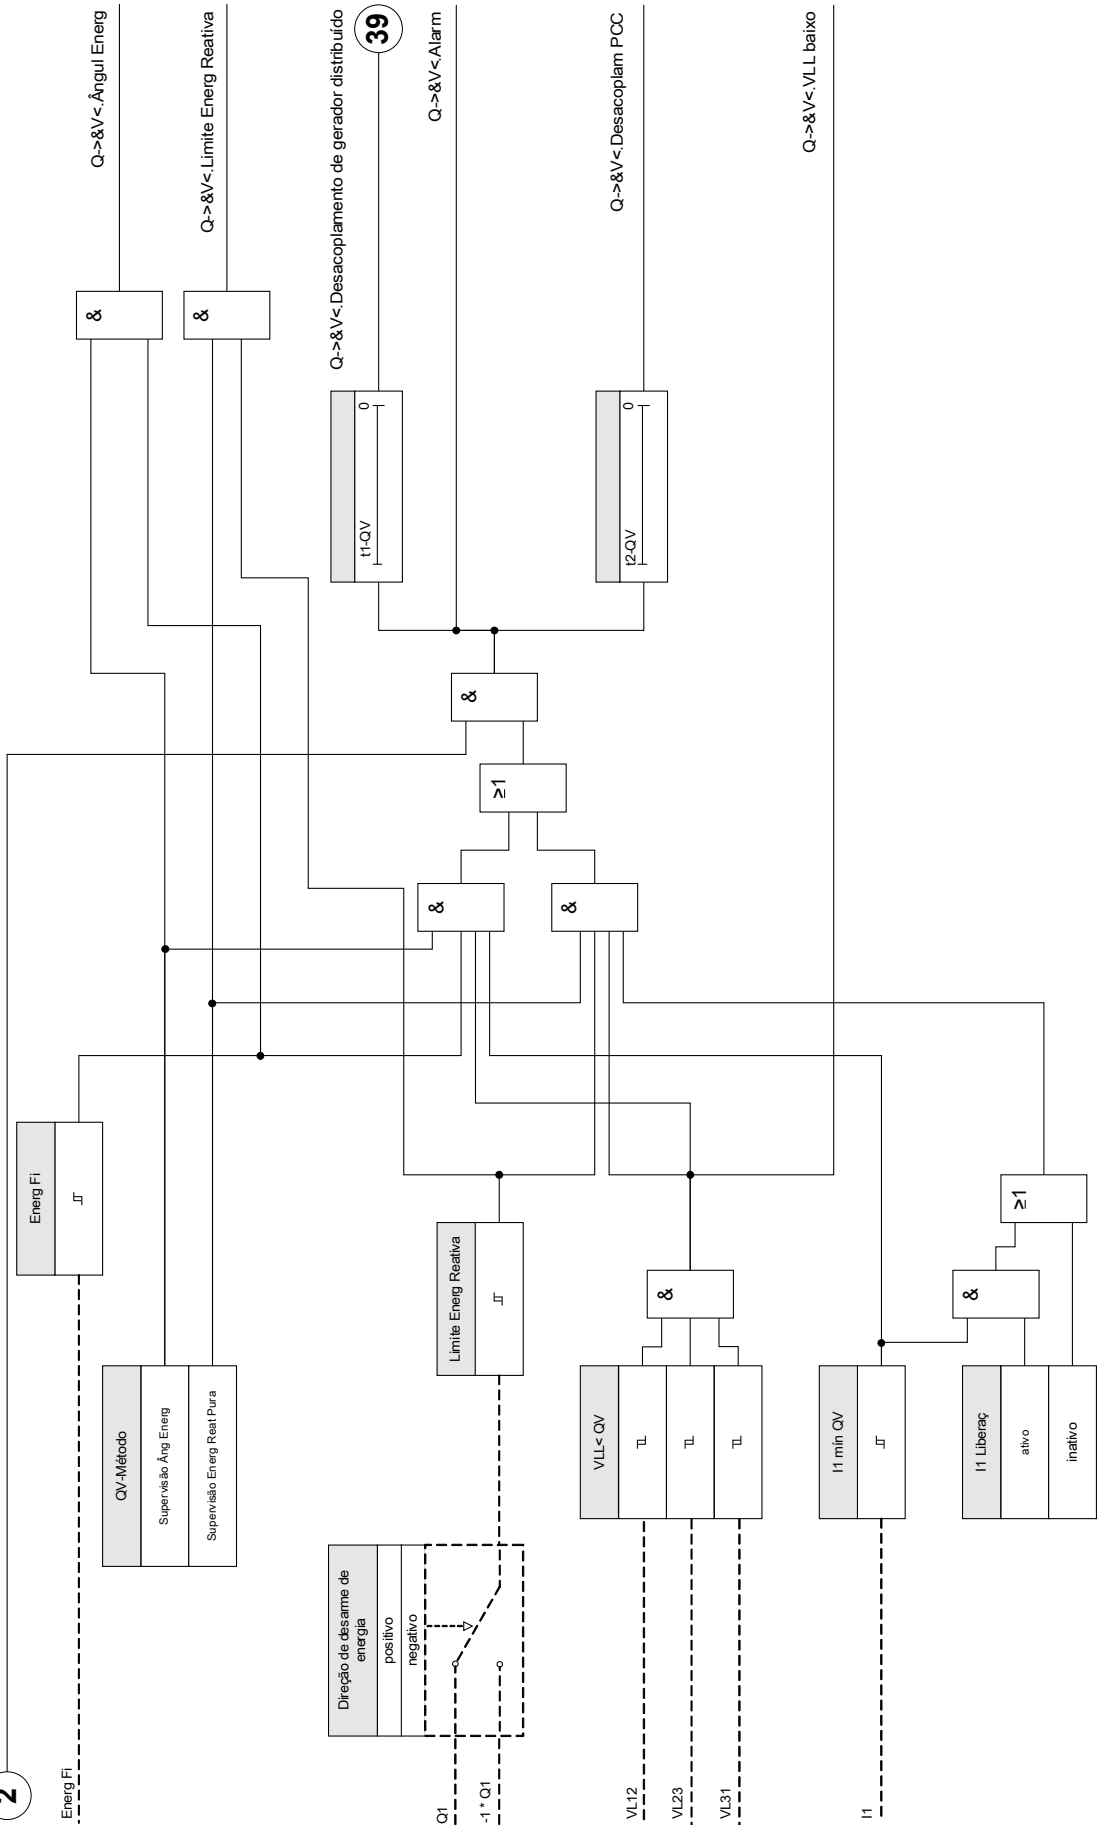 2
Energ Fi
Energ Fi
QV-Método
Supervisão Âng Energ
Supervisão Energ Reat Pura
&
Q->&V<.Ângul Energ
&
Q->&V<.Limite Energ Reativa
Direção de desarme de
energia
positivo
negativo
Q1
-1 * Q1
Limite Energ Reativa
&
&
≥1
&
t1-QV
0
Q->&V<.Desacoplamento de gerador distribuído
39
Q->&V<.Alarm
t2-QV
0
Q->&V<.Desacoplam PCC
VL12
VL23
VL31
VLL< QV
&
Q->&V<.VLL baixo
I1
I1 min QV
I1 Liberaç
ativo
inativo
&
≥1